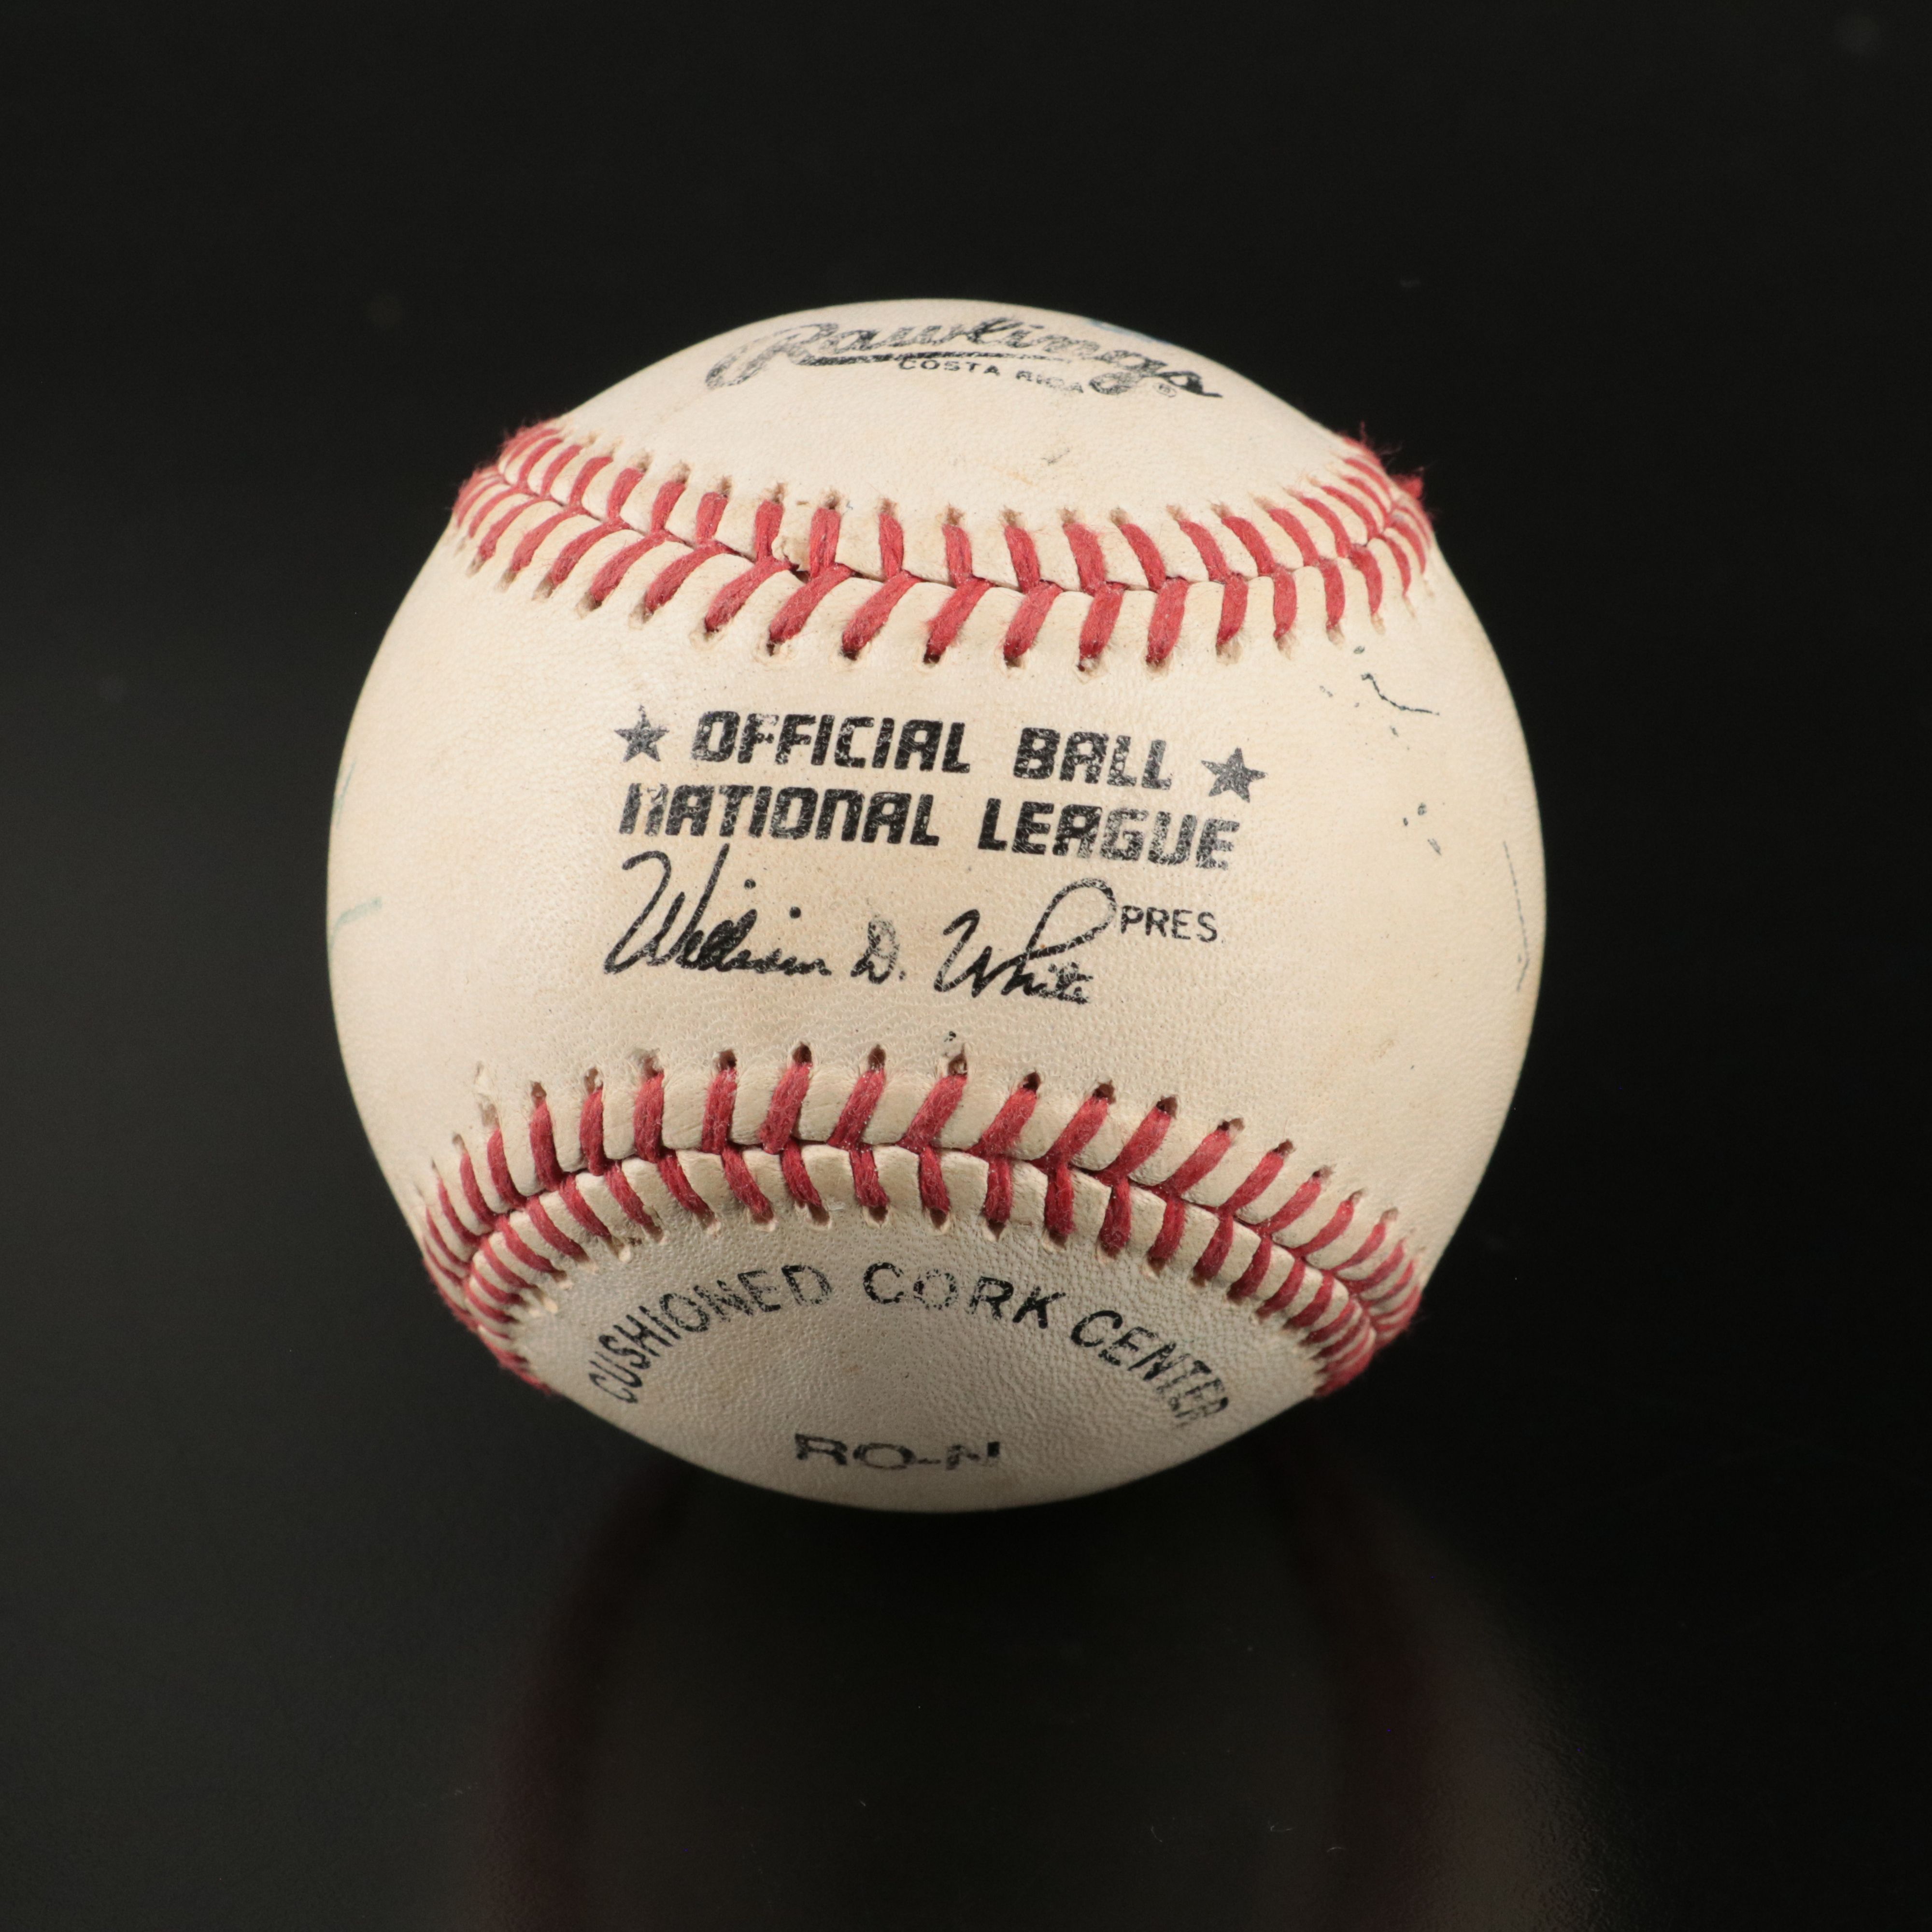 Rawlings ®
COSTA RICA
★ OFFICIAL BALL ★
NATIONAL LEAGUE
William D. White PRES.
CUSHIONED CORK CENTER
RO-N